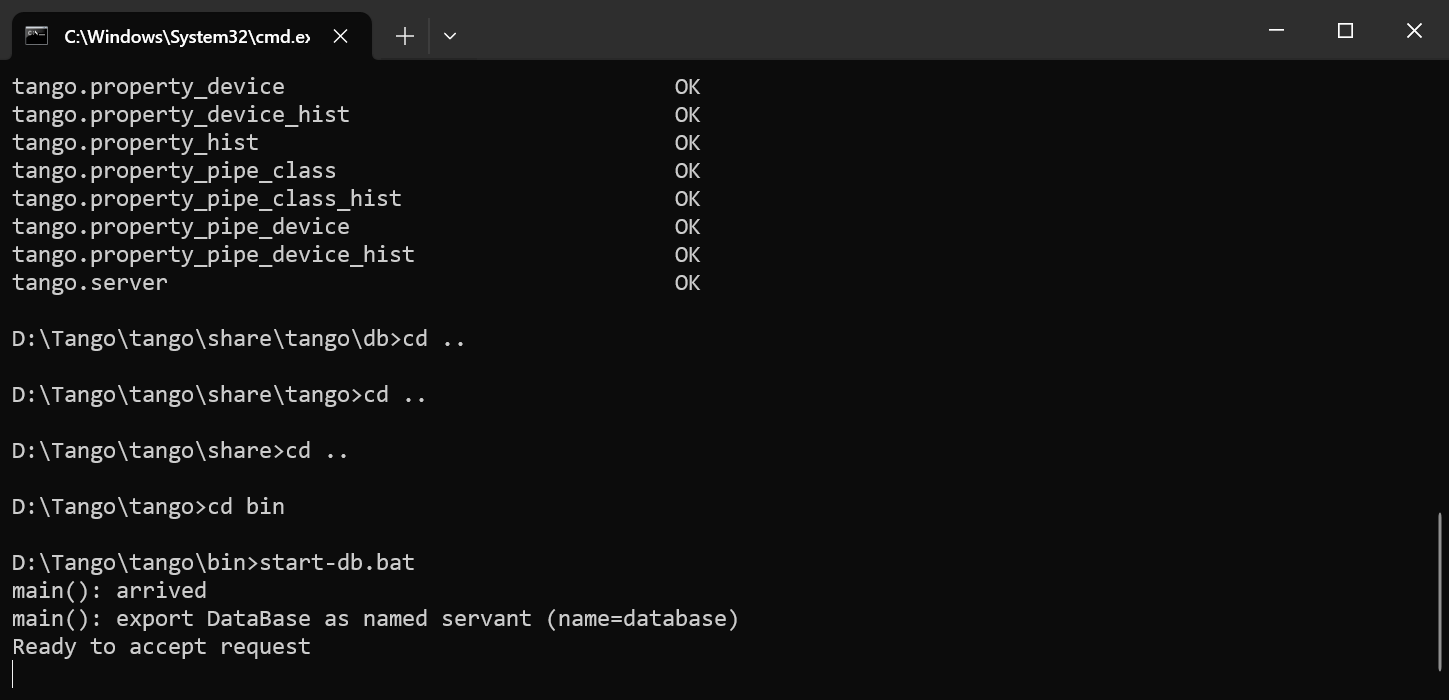 C:\Windows\System32\cmd.ex
tango.property_device OK
tango.property_device_hist OK
tango.property_hist OK
tango.property_pipe_class OK
tango.property_pipe_class_hist OK
tango.property_pipe_device OK
tango.property_pipe_device_hist OK
tango.server OK
D:\Tango\tango\share\tango\db>cd ..
D:\Tango\tango\share\tango>cd ..
D:\Tango\tango\share>cd ..
D:\Tango\tango>cd bin
D:\Tango\tango\bin>start-db.bat
main(): arrived
main(): export DataBase as named servant (name=database)
Ready to accept request